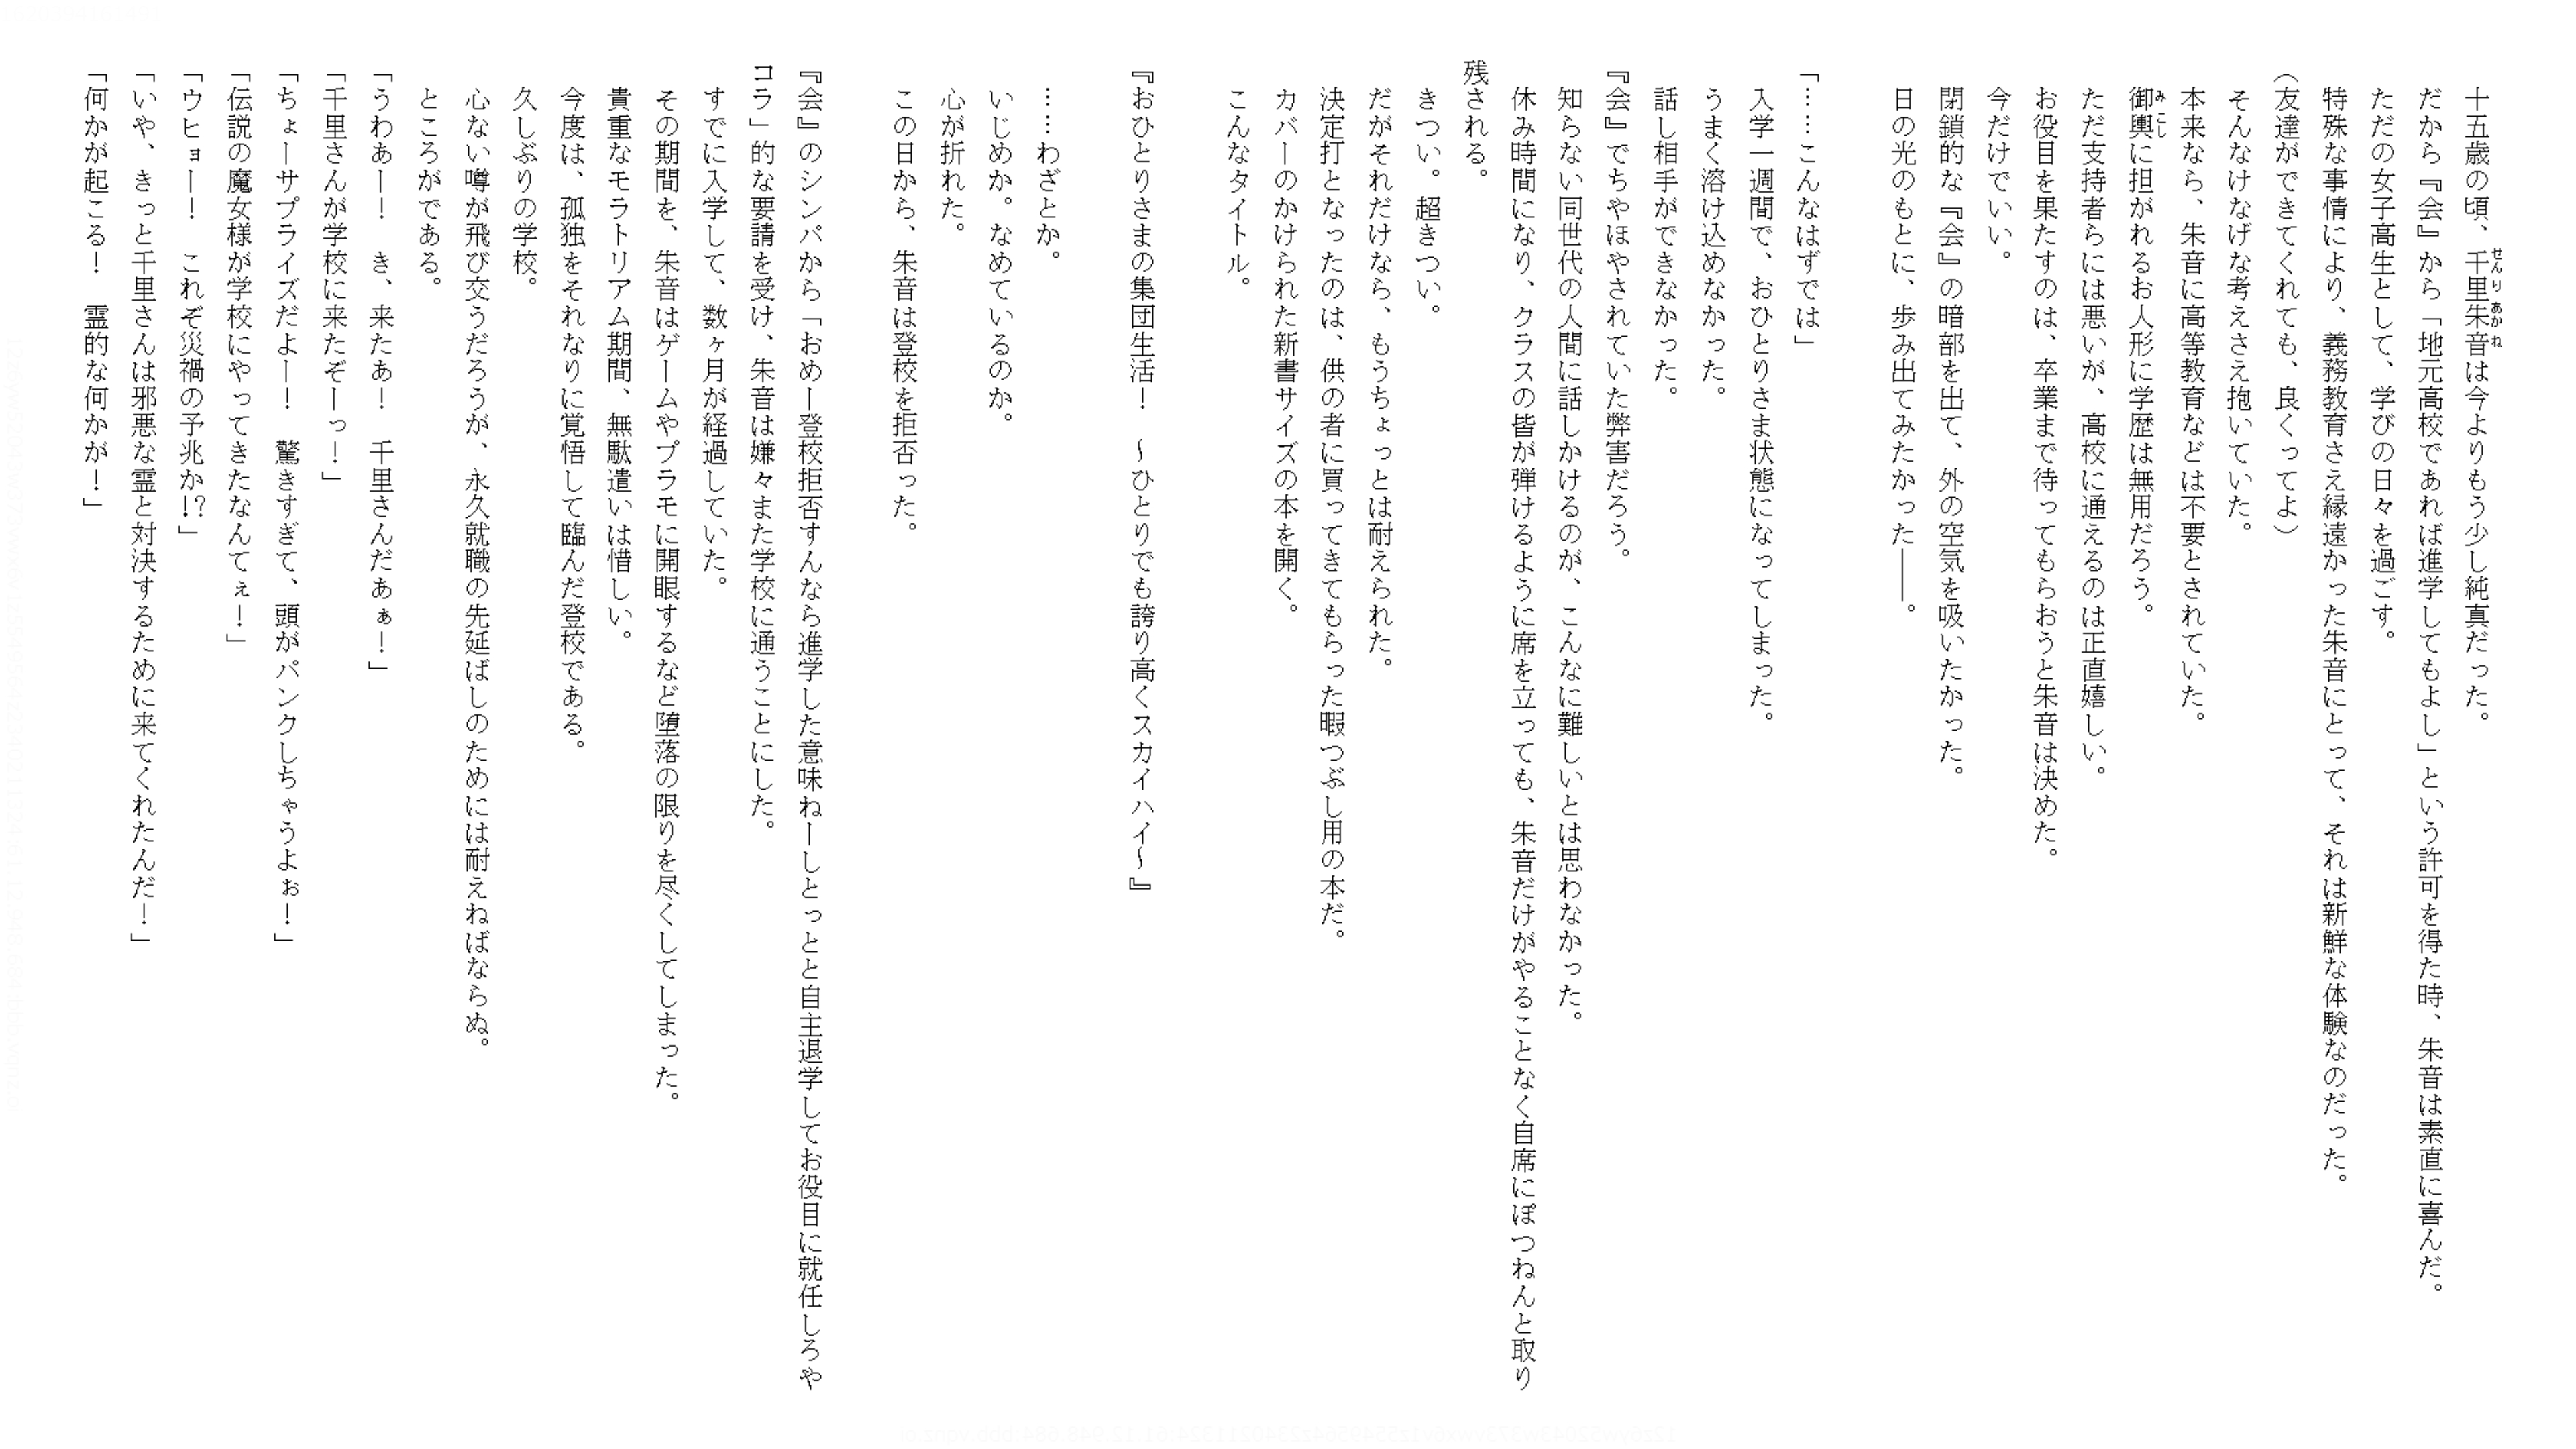 十五歳の頃、千里朱音は今よりもう少し純真だった。
だから『会』から「地元高校であれば進学してもよし」という許可を得た時、朱音は素直に喜んだ。
ただの女子高生として、学びの日々を過ごす。
特殊な事情により、義務教育さえ縁遠かった朱音にとって、それは新鮮な体験なのだった。
（友達ができてくれても、良くってよ）
そんなけなげな考えさえ抱いていた。
本来なら、朱音に高等教育などは不要とされていた。
御輿に担がれるお人形に学歴は無用だろう。
ただ支持者らには悪いが、高校に通えるのは正直嬉しい。
お役目を果たすのは、卒業まで待ってもらおうと朱音は決めた。
今だけでいい。
閉鎖的な『会』の暗部を出て、外の空気を吸いたかった。
日の光のもとに、歩み出てみたかった――。
「……こんなはずでは」
入学一週間で、おひとりさま状態になってしまった。
うまく溶け込めなかった。
話し相手ができなかった。
『会』でちやほやされていた弊害だろう。
知らない同世代の人間に話しかけるのが、こんなに難しいとは思わなかった。
休み時間になり、クラスの皆が弾けるように席を立っても、朱音だけがやることなく自席にぽつねんと取り
残される。
きつい。超きつい。
だがそれだけなら、もうちょっとは耐えられた。
決定打となったのは、供の者に買ってきてもらった暇つぶし用の本だ。
カバーのかけられた新書サイズの本を開く。
こんなタイトル。
『おひとりさまの集団生活！　～ひとりでも誇り高くスカイハイ～』
……わざとか。
いじめか。なめているのか。
心が折れた。
この日から、朱音は登校を拒否った。
『会』のシンパから「おめー登校拒否すんなら進学した意味ねーしとっとと自主退学してお役目に就任しろや
コラ」的な要請を受け、朱音は嫌々また学校に通うことにした。
すでに入学して、数ヶ月が経過していた。
その期間を、朱音はゲームやプラモに開眼するなど堕落の限りを尽くしてしまった。
貴重なモラトリアム期間、無駄遣いは惜しい。
今度は、孤独をそれなりに覚悟して臨んだ登校である。
久しぶりの学校。
心ない噂が飛び交うだろうが、永久就職の先延ばしのためには耐えねばならぬ。
ところがである。
「うわあー！　き、来たあ！　千里さんだあぁ！」
「千里さんが学校に来たぞーっ！」
「ちょーサプライズだよー！　驚きすぎて、頭がパンクしちゃうよぉ！」
「伝説の魔女様が学校にやってきたなんてぇ！」
「ウヒョー！　これぞ災禍の予兆か!?」
「いや、きっと千里さんは邪悪な霊と対決するために来てくれたんだ！」
「何かが起こる！　霊的な何かが！」